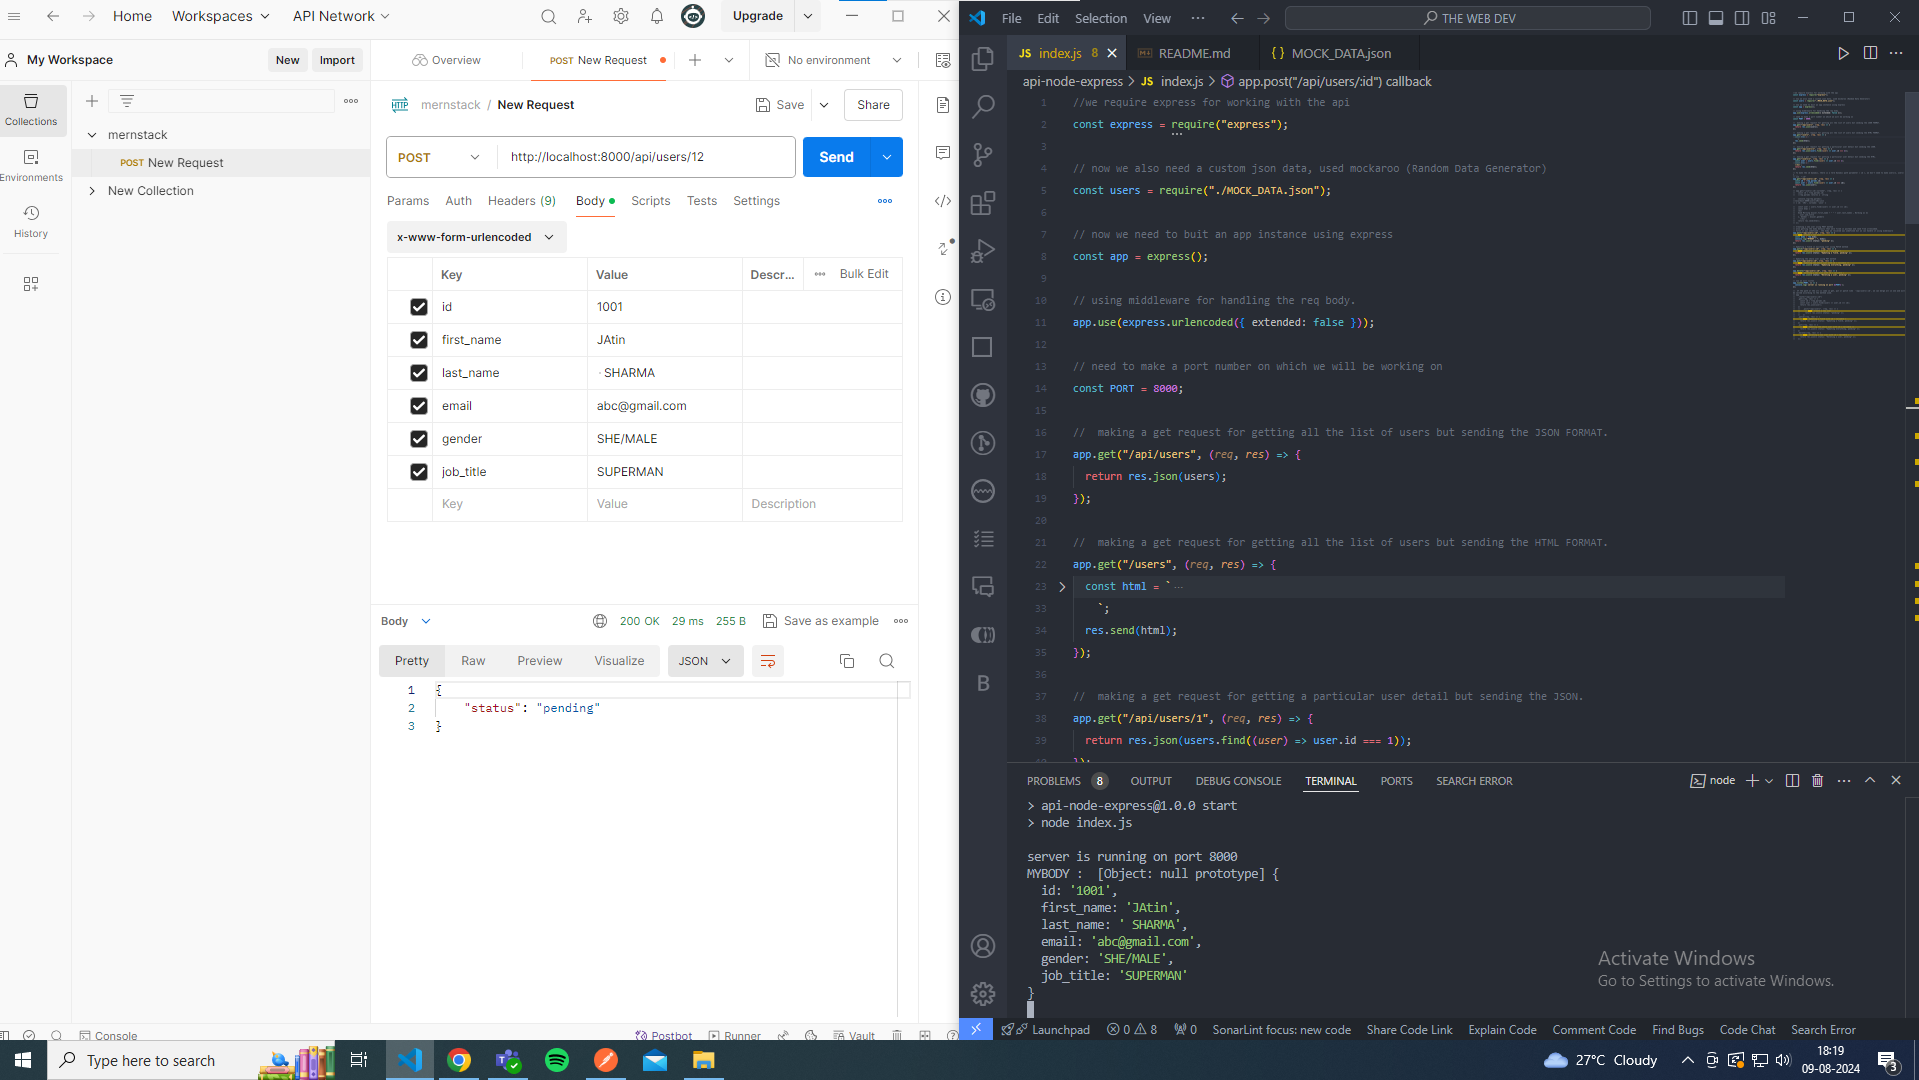 Home
Workspaces
API Network
Upgrade
My Workspace
New
Import
Overview
POST New Request
No environment
Collections
Environments
History
mernstack
POST New Request
New Collection
HTTP
mernstack / New Request
Save
Share
POST
http://localhost:8000/api/users/12
Send
Params
Auth
Headers (9)
Body
Scripts
Tests
Settings
x-www-form-urlencoded
Key Value Descr... Bulk Edit
id 1001
first_name JAtin
last_name · SHARMA
email abc@gmail.com
gender SHE/MALE
job_title SUPERMAN
Key Value Description
Body
200 OK 29 ms 255 B
Save as example
Pretty
Raw
Preview
Visualize
JSON
1 {
2 "status": "pending"
3 }
Console
Postbot
Runner
Vault
File Edit Selection View ...
THE WEB DEV
JS index.js 8
README.md
{} MOCK_DATA.json
api-node-express > JS index.js > app.post("/api/users/:id") callback
1 //we require express for working with the api
2 const express = require("express");
3
4 // now we also need a custom json data, used mockaroo (Random Data Generator)
5 const users = require("./MOCK_DATA.json");
6
7 // now we need to buit an app instance using express
8 const app = express();
9
10 // using middleware for handling the req body.
11 app.use(express.urlencoded({ extended: false }));
12
13 // need to make a port number on which we will be working on
14 const PORT = 8000;
15
16 //  making a get request for getting all the list of users but sending the JSON FORMAT.
17 app.get("/api/users", (req, res) => {
18 return res.json(users);
19 });
20
21 //  making a get request for getting all the list of users but sending the HTML FORMAT.
22 app.get("/users", (req, res) => {
23 const html = `...
33 `;
34 res.send(html);
35 });
36
37 //  making a get request for getting a particular user detail but sending the JSON.
38 app.get("/api/users/1", (req, res) => {
39 return res.json(users.find((user) => user.id === 1));
PROBLEMS 8
OUTPUT
DEBUG CONSOLE
TERMINAL
PORTS
SEARCH ERROR
node
> api-node-express@1.0.0 start
> node index.js
server is running on port 8000
MYBODY :  [Object: null prototype] {
id: '1001',
first_name: 'JAtin',
last_name: ' SHARMA',
email: 'abc@gmail.com',
gender: 'SHE/MALE',
job_title: 'SUPERMAN'
}
Activate Windows
Go to Settings to activate Windows.
Launchpad
0 8
0
SonarLint focus: new code
Share Code Link
Explain Code
Comment Code
Find Bugs
Code Chat
Search Error
Type here to search
27°C Cloudy
18:19
09-08-2024
3